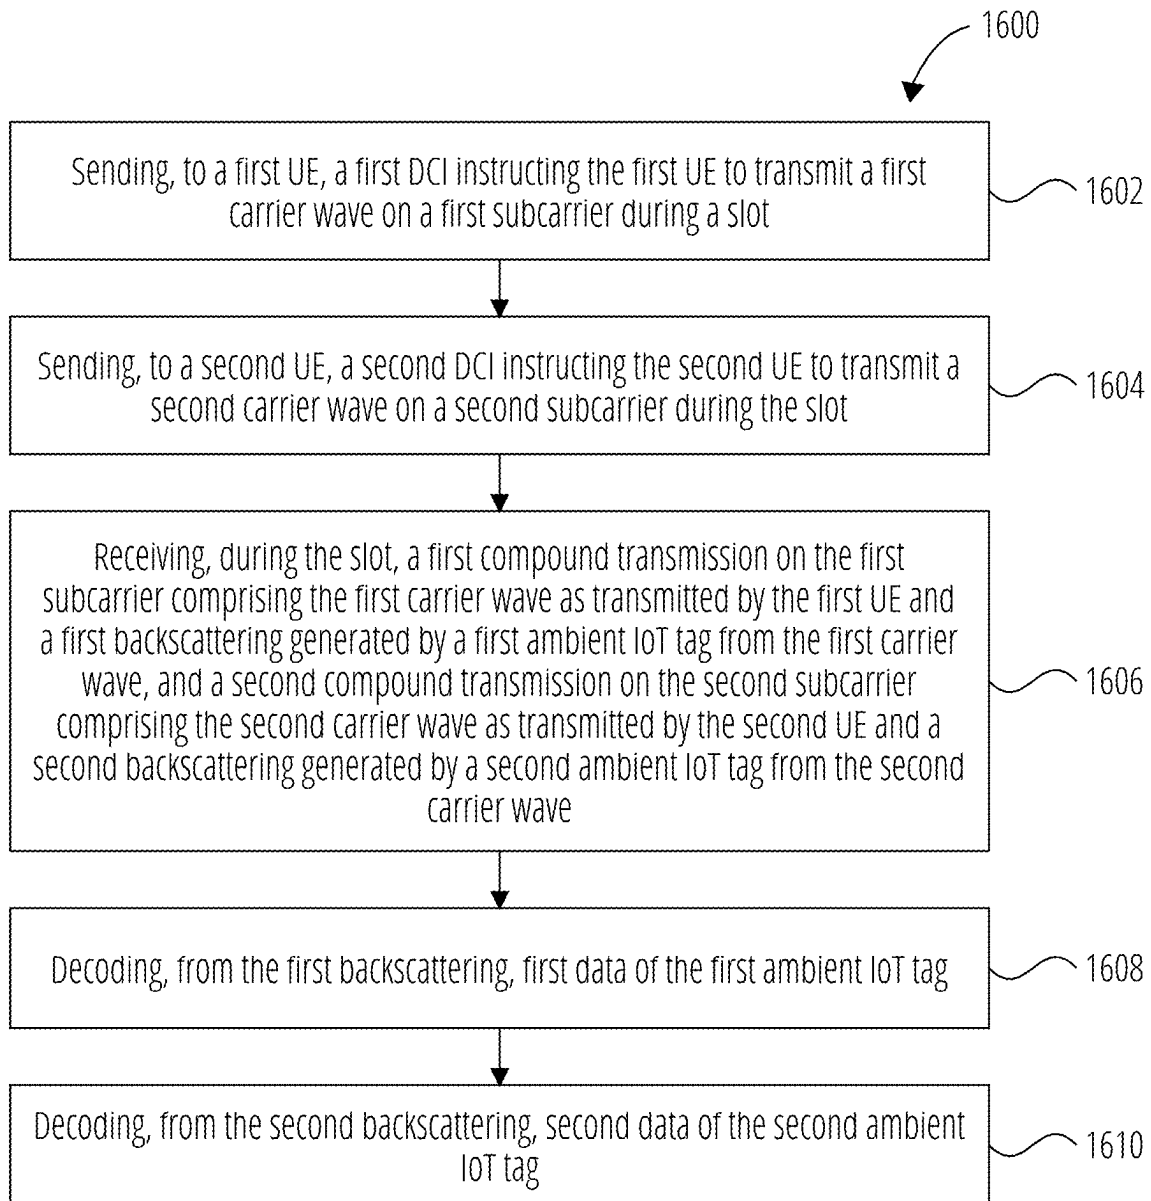 1600
Sending, to a first UE, a first DCI instructing the first UE to transmit a first
carrier wave on a first subcarrier during a slot
1602
Sending, to a second UE, a second DCI instructing the second UE to transmit a
second carrier wave on a second subcarrier during the slot
1604
Receiving, during the slot, a first compound transmission on the first
subcarrier comprising the first carrier wave as transmitted by the first UE and
a first backscattering generated by a first ambient IoT tag from the first carrier
wave, and a second compound transmission on the second subcarrier
comprising the second carrier wave as transmitted by the second UE and a
second backscattering generated by a second ambient IoT tag from the second
carrier wave
1606
Decoding, from the first backscattering, first data of the first ambient IoT tag
1608
Decoding, from the second backscattering, second data of the second ambient
IoT tag
1610